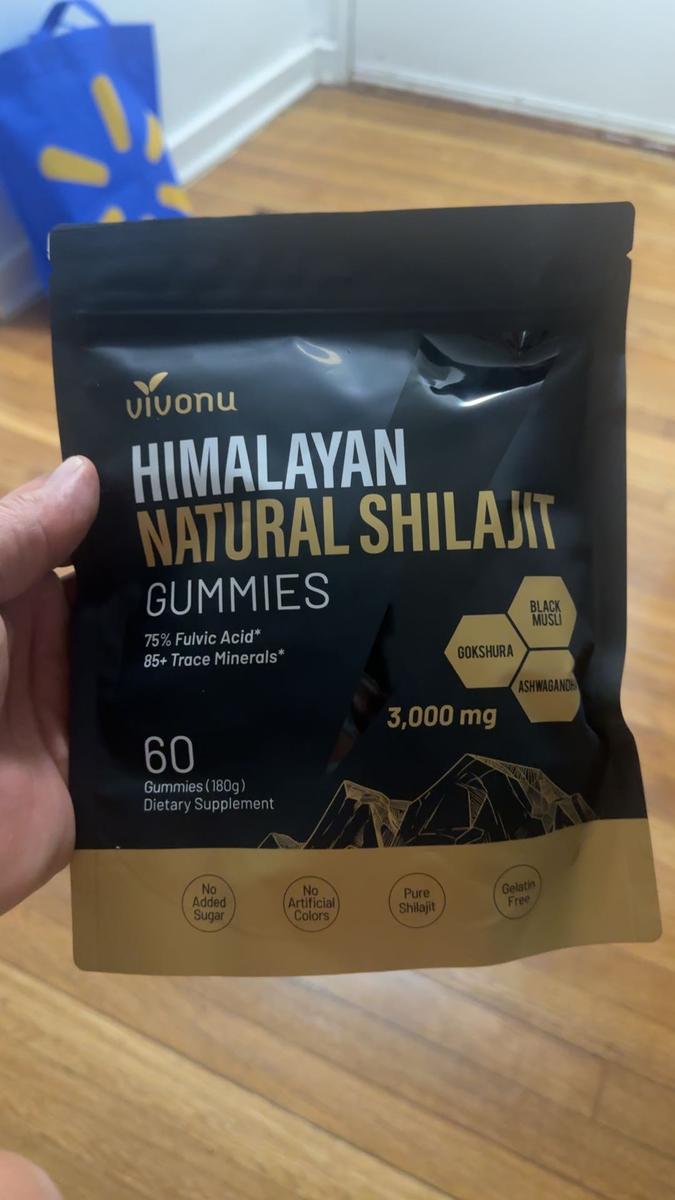 vivonu
HIMALAYAN
NATURAL SHILAJIT
GUMMIES
75% Fulvic Acid*
85+ Trace Minerals*
BLACK
MUSLI
GOKSHURA
3,000 mg
60
Gummies (180g)
Dietary Supplement
No
Added
Sugar
No
Artificial
Colors
Pure
Shilajit
Gelatin
Free